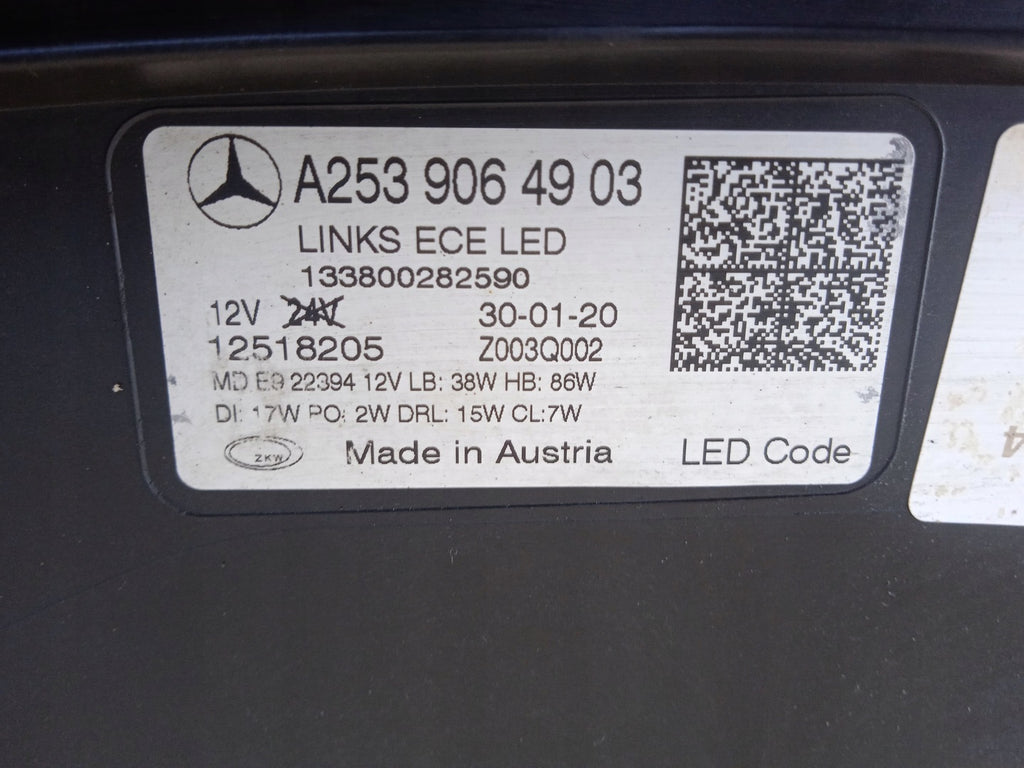 A253 906 49 03
LINKS ECE LED
133800282590
12V 24V 30-01-20
12518205 Z003Q002
MD E9 22394 12V LB: 38W HB: 86W
DI: 17W PO: 2W DRL: 15W CL:7W
ZKW Made in Austria LED Code
4